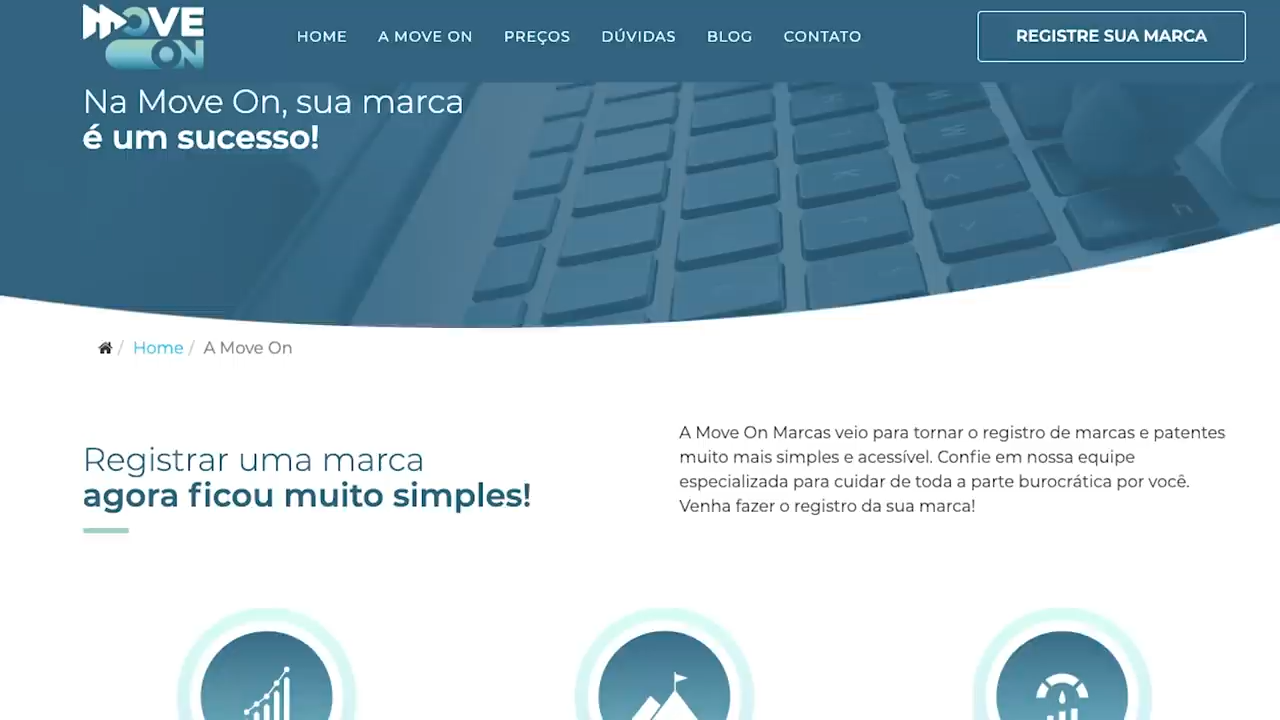 MOVE
ON
HOME
A MOVE ON
PREÇOS
DÚVIDAS
BLOG
CONTATO
REGISTRE SUA MARCA
Na Move On, sua marca
é um sucesso!
/ Home / A Move On
Registrar uma marca
agora ficou muito simples!
A Move On Marcas veio para tornar o registro de marcas e patentes
muito mais simples e acessível. Confie em nossa equipe
especializada para cuidar de toda a parte burocrática por você.
Venha fazer o registro da sua marca!